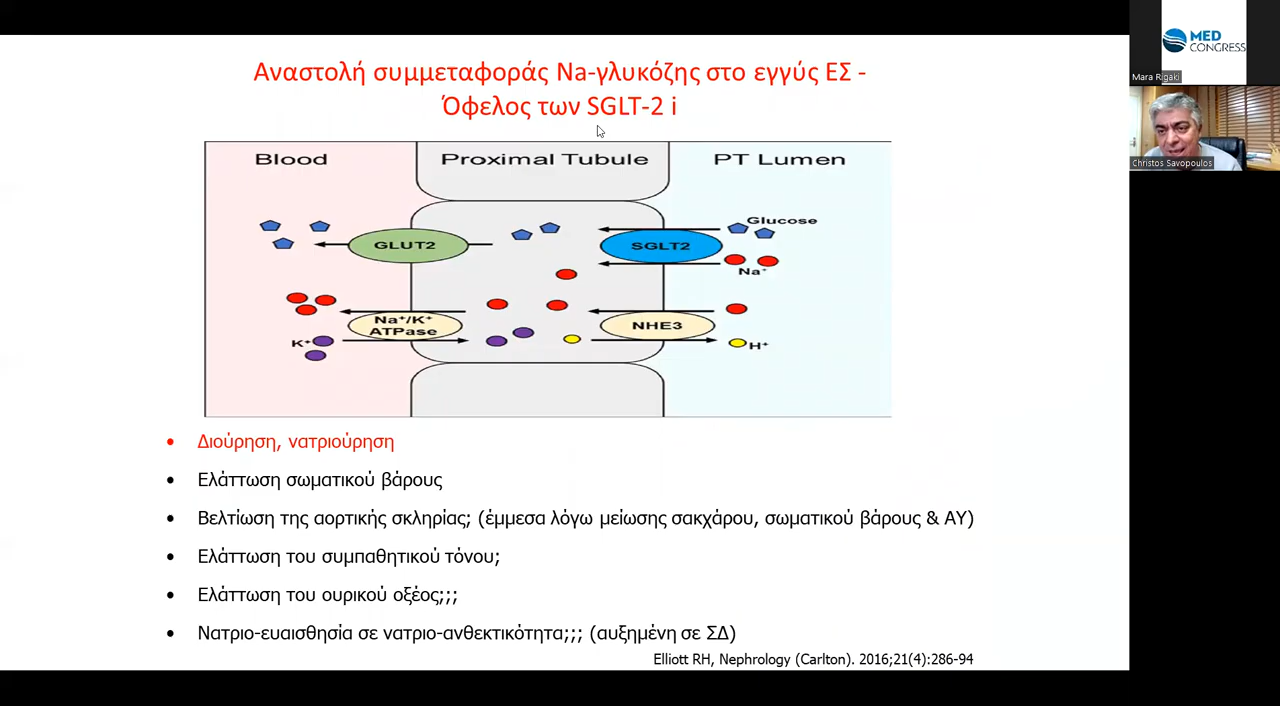 Αναστολή συμμεταφοράς Na-γλυκόζης στο εγγύς ΕΣ -
Όφελος των SGLT-2 i
Blood
Proximal Tubule
PT Lumen
Glucose
GLUT2
SGLT2
Na⁺
Na⁺/K⁺
ATPase
NHE3
K⁺
H⁺
• Διούρηση, νατριούρηση
• Ελάττωση σωματικού βάρους
• Βελτίωση της αορτικής σκληρίας; (έμμεσα λόγω μείωσης σακχάρου, σωματικού βάρους & ΑΥ)
• Ελάττωση του συμπαθητικού τόνου;
• Ελάττωση του ουρικού οξέος;;;
• Νατριο-ευαισθησία σε νατριο-ανθεκτικότητα;;; (αυξημένη σε ΣΔ)
Elliott RH, Nephrology (Carlton). 2016;21(4):286-94
MED
CONGRESS
Mara Rigaki
Christos Savopoulos